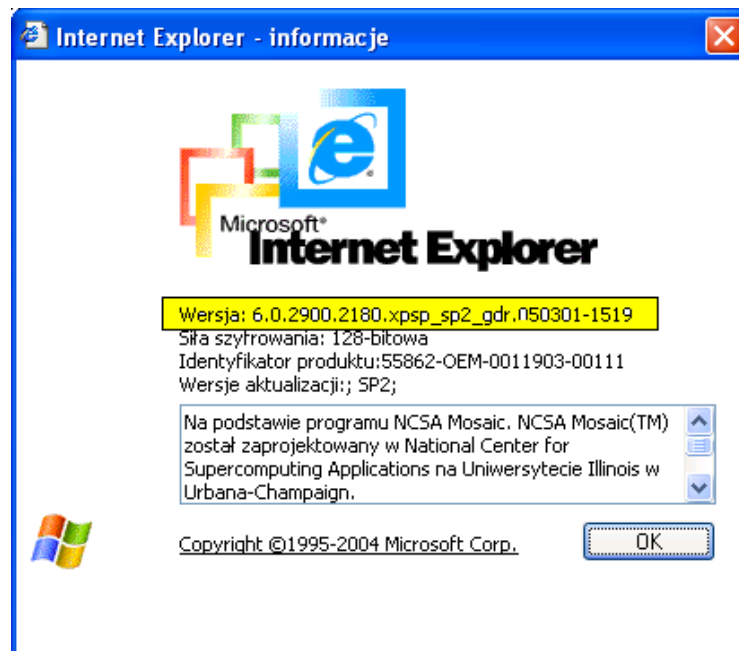 Internet Explorer - informacje
Microsoft®
Internet Explorer
Wersja: 6.0.2900.2180.xpsp_sp2_gdr.050301-1519
Siła szyfrowania: 128-bitowa
Identyfikator produktu:55862-OEM-0011903-00111
Wersje aktualizacji:; SP2;
Na podstawie programu NCSA Mosaic. NCSA Mosaic(TM)
został zaprojektowany w National Center for
Supercomputing Applications na Uniwersytecie Illinois w
Urbana-Champaign.
Copyright ©1995-2004 Microsoft Corp.
OK